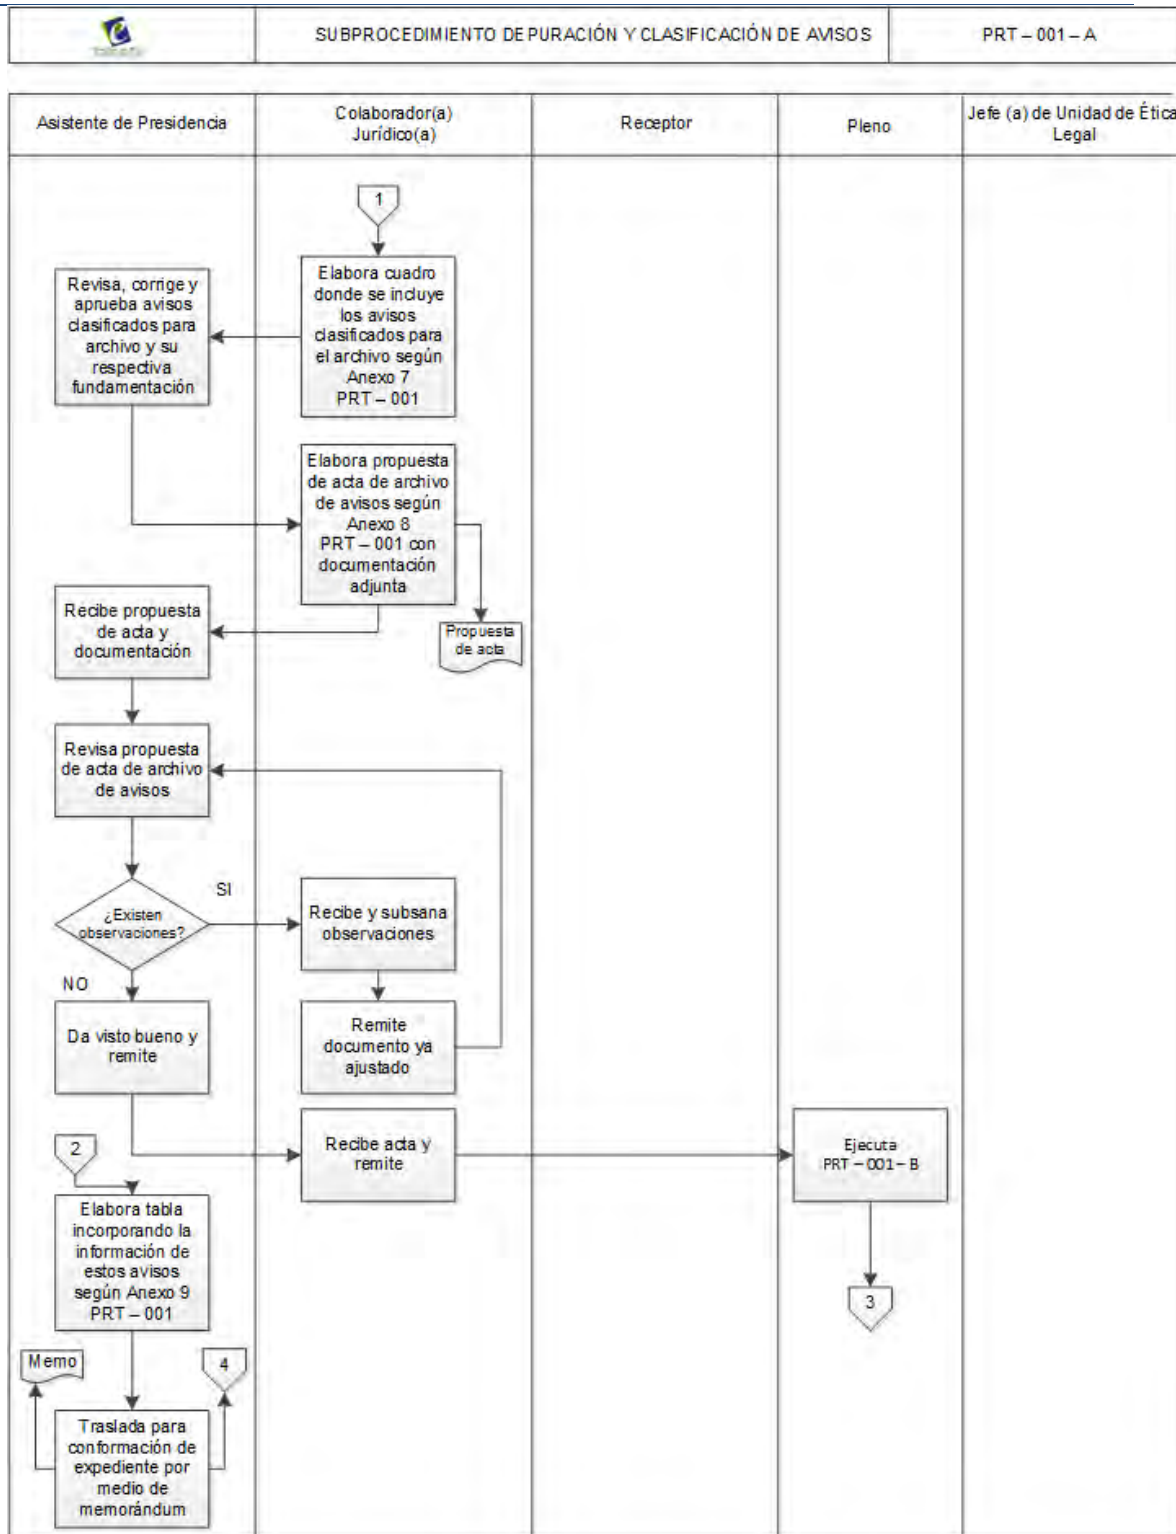 SUBPROCEDIMIENTO DEPURACIÓN Y CLASIFICACIÓN DE AVISOS
PRT – 001 – A
Asistente de Presidencia
Colaborador(a)
Jurídico(a)
Receptor
Pleno
Jefe (a) de Unidad de Ética
Legal
1
Elabora cuadro
donde se incluye
los avisos
clasificados para
el archivo según
Anexo 7
PRT – 001
Revisa, corrige y
aprueba avisos
clasificados para
archivo y su
respectiva
fundamentación
Elabora propuesta
de acta de archivo
de avisos según
Anexo 8
PRT – 001 con
documentación
adjunta
Propuesta
de acta
Recibe propuesta
de acta y
documentación
Revisa propuesta
de acta de archivo
de avisos
¿Existen
observaciones?
SI
Recibe y subsana
observaciones
NO
Da visto bueno y
remite
Remite
documento ya
ajustado
Recibe acta y
remite
Ejecuta
PRT – 001 – B
3
2
Elabora tabla
incorporando la
información de
estos avisos
según Anexo 9
PRT – 001
Memo
4
Traslada para
conformación de
expediente por
medio de
memorándum